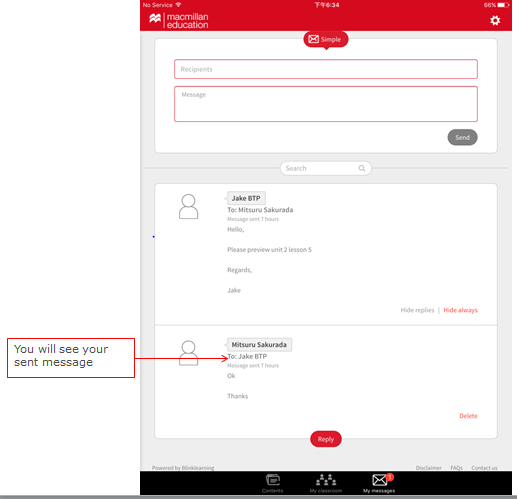 No Service 下午6:34 66%
macmillan
education
Simple
Recipients
Message
Send
Search
Jake BTP
To: Mitsuru Sakurada
Message sent 7 hours
Hello,
Please preview unit 2 lesson 5
Regards,
Jake
Hide replies | Hide always
You will see your
sent message
Mitsuru Sakurada
To: Jake BTP
Message sent 7 hours
Ok
Thanks
Delete
Reply
Powered by Blinklearning Disclaimer FAQs Contact us
Contents My classroom My messages